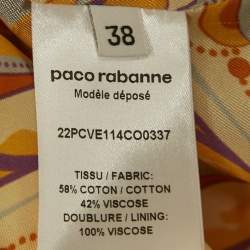 38
paco rabanne
Modèle déposé
22PCVE114CO0337
TISSU / FABRIC:
58% COTON / COTTON
42% VISCOSE
DOUBLURE / LINING:
100% VISCOSE